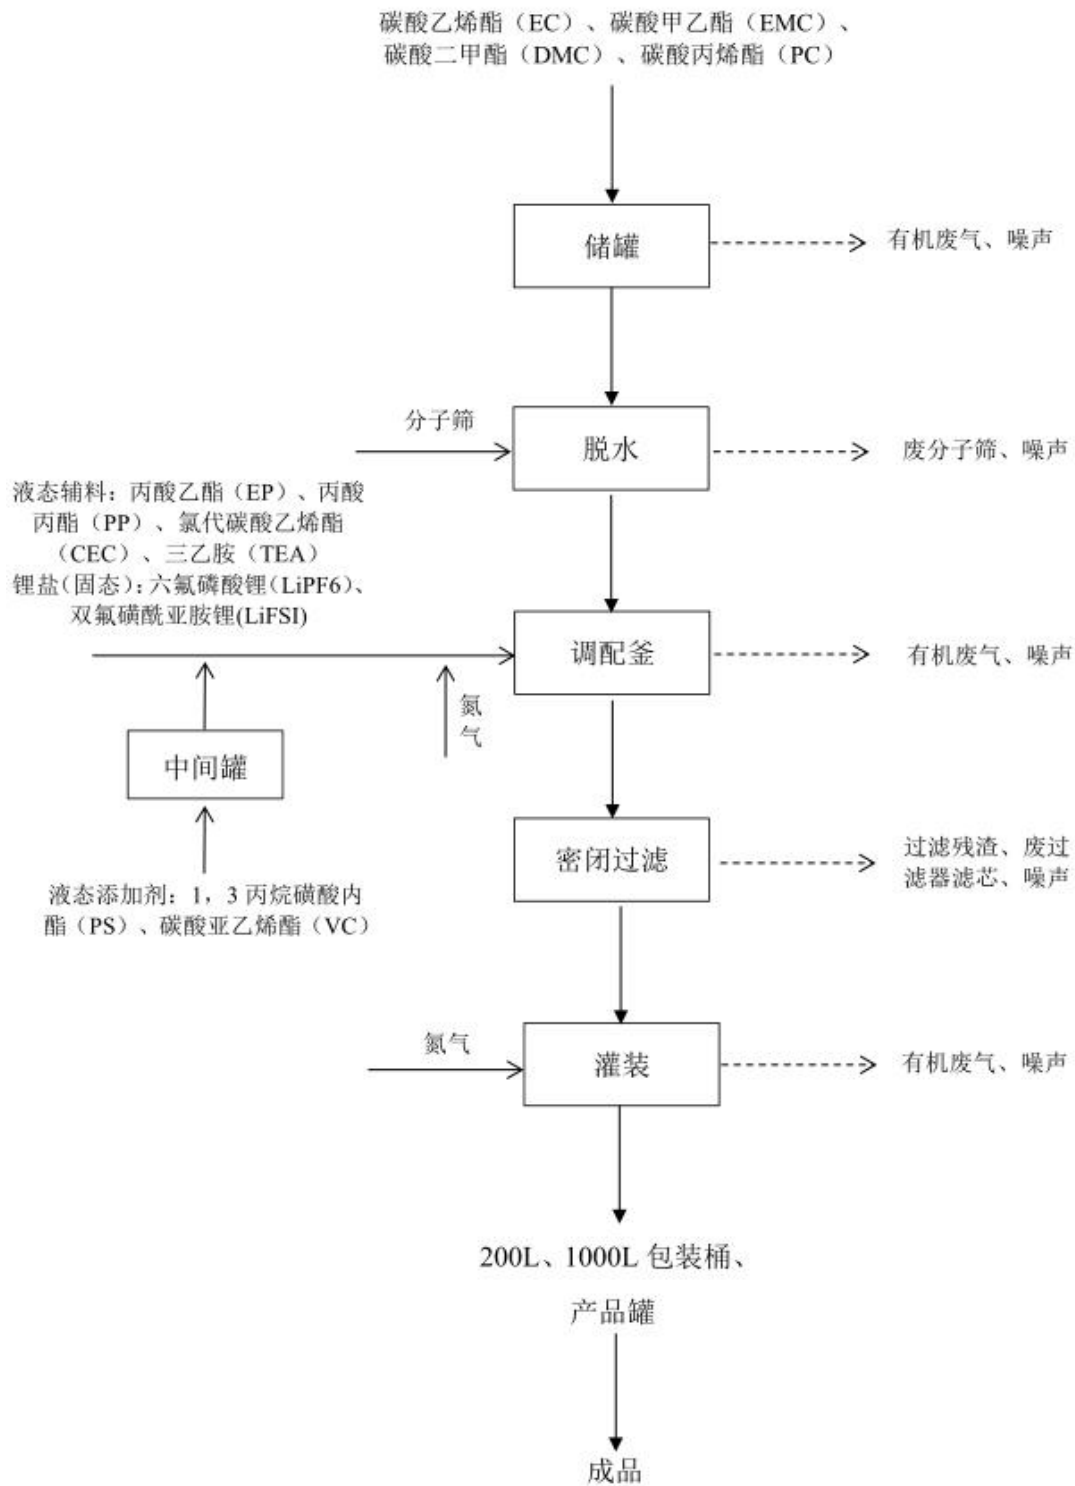 碳酸乙烯酯（EC）、碳酸甲乙酯（EMC）、
碳酸二甲酯（DMC）、碳酸丙烯酯（PC）
储罐
有机废气、噪声
分子筛
脱水
废分子筛、噪声
液态辅料：丙酸乙酯（EP）、丙酸
丙酯（PP）、氯代碳酸乙烯酯
（CEC）、三乙胺（TEA）
锂盐（固态）：六氟磷酸锂（LiPF6）、
双氟磺酰亚胺锂(LiFSI)
调配釜
有机废气、噪声
氮
气
中间罐
液态添加剂：1，3 丙烷磺酸内
酯（PS）、碳酸亚乙烯酯（VC）
密闭过滤
过滤残渣、废过
滤器滤芯、噪声
氮气
灌装
有机废气、噪声
200L、1000L 包装桶、
产品罐
成品